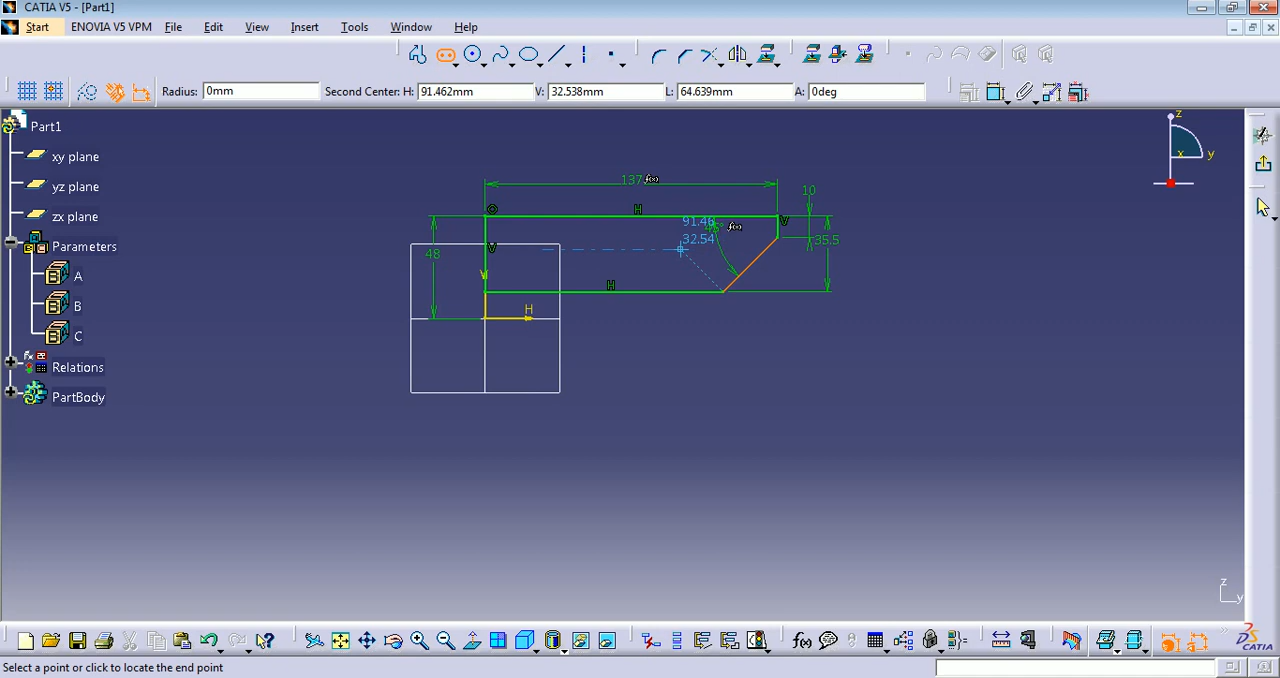 CATIA V5 - [Part1]
Start ENOVIA V5 VPM File Edit View Insert Tools Window Help
Radius: 0mm Second Center: H: 91.462mm V: 32.538mm L: 64.639mm A: 0deg
Part1
xy plane
yz plane
zx plane
Parameters
A
B
C
Relations
PartBody
z
x y
137
f(x)
10
H
V
91.46
f(x)
32.54
35.5
48
V
V
H
H
z
y
f(x)
CATIA
Select a point or click to locate the end point